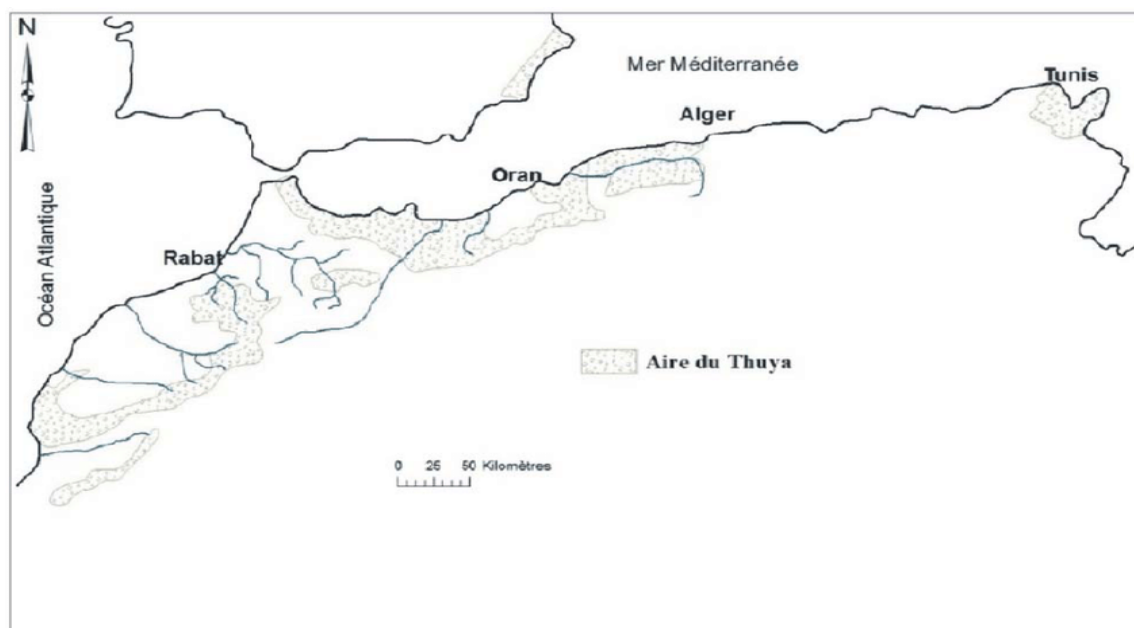 N
Mer Méditerranée
Tunis
Alger
Oran
Rabat
Océan Atlantique
Aire du Thuya
0 25 50 Kilomètres